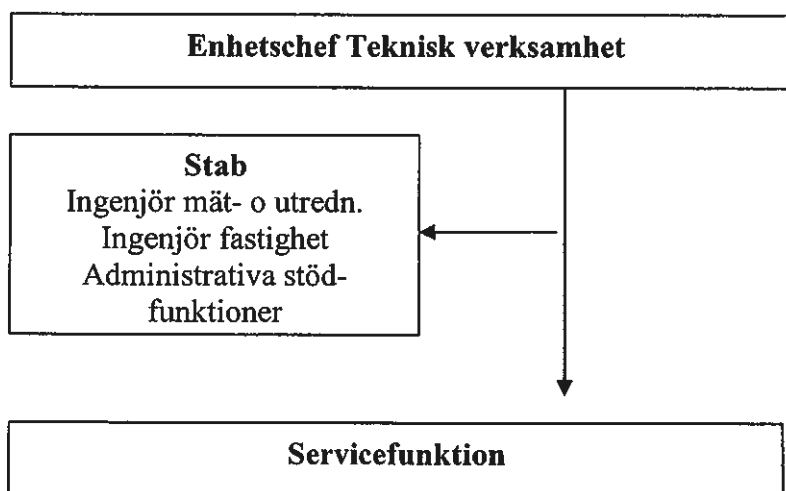 Enhetschef Teknisk verksamhet
Stab
Ingenjör mät- o utredn.
Ingenjör fastighet
Administrativa stöd-
funktioner
Servicefunktion